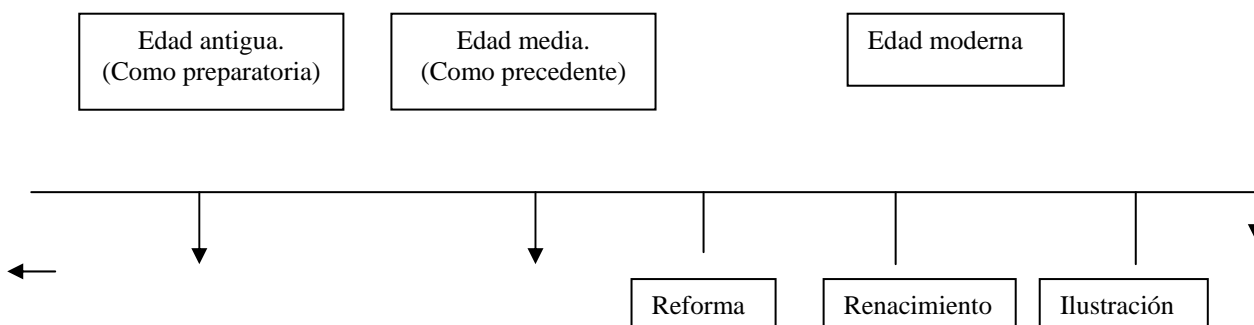 Edad antigua.
(Como preparatoria)
Edad media.
(Como precedente)
Edad moderna
Reforma
Renacimiento
Ilustración